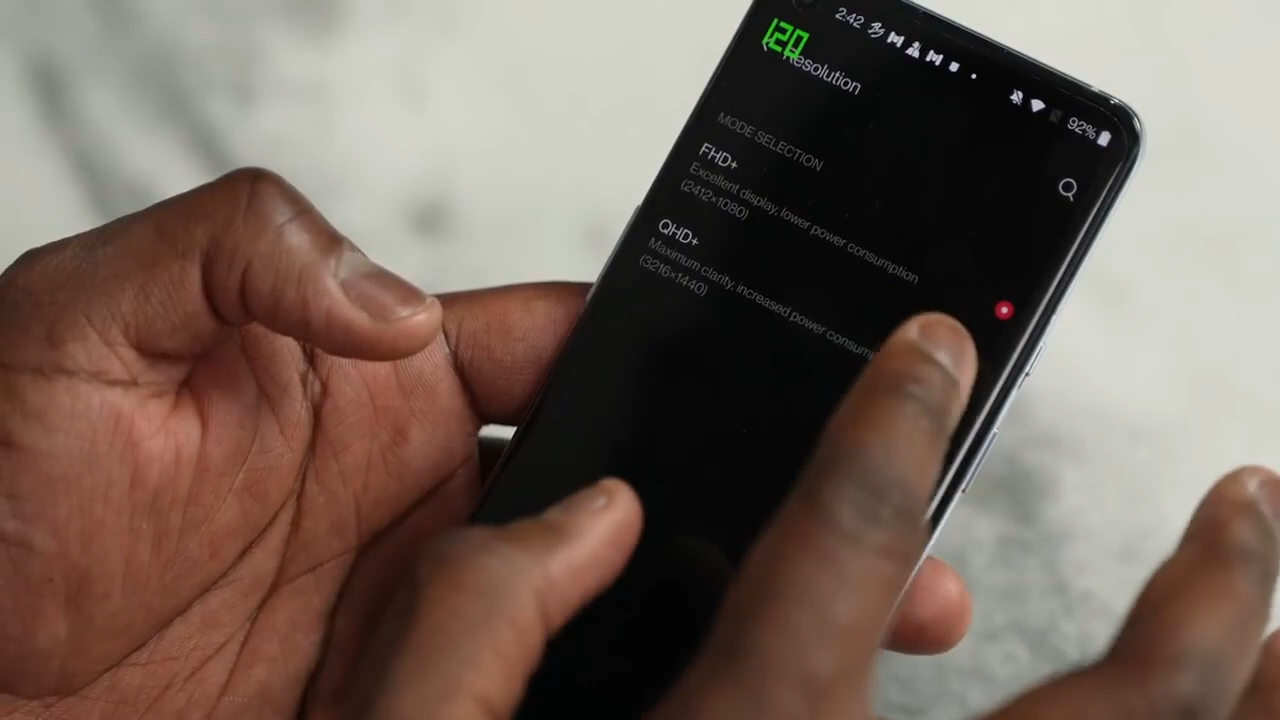 2:42
92%
120
Resolution
MODE SELECTION
FHD+
Excellent display, lower power consumption
(2412×1080)
QHD+
Maximum clarity, increased power
(3216×1440)